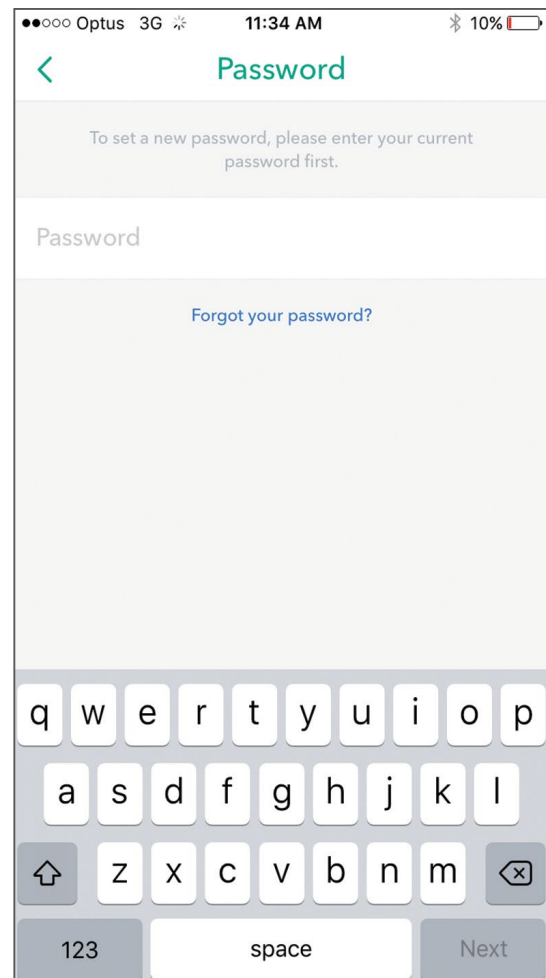 Optus 3G 11:34 AM 10%
Password
To set a new password, please enter your current
password first.
Password
Forgot your password?
q w e r t y u i o p
a s d f g h j k l
z x c v b n m
123 space Next